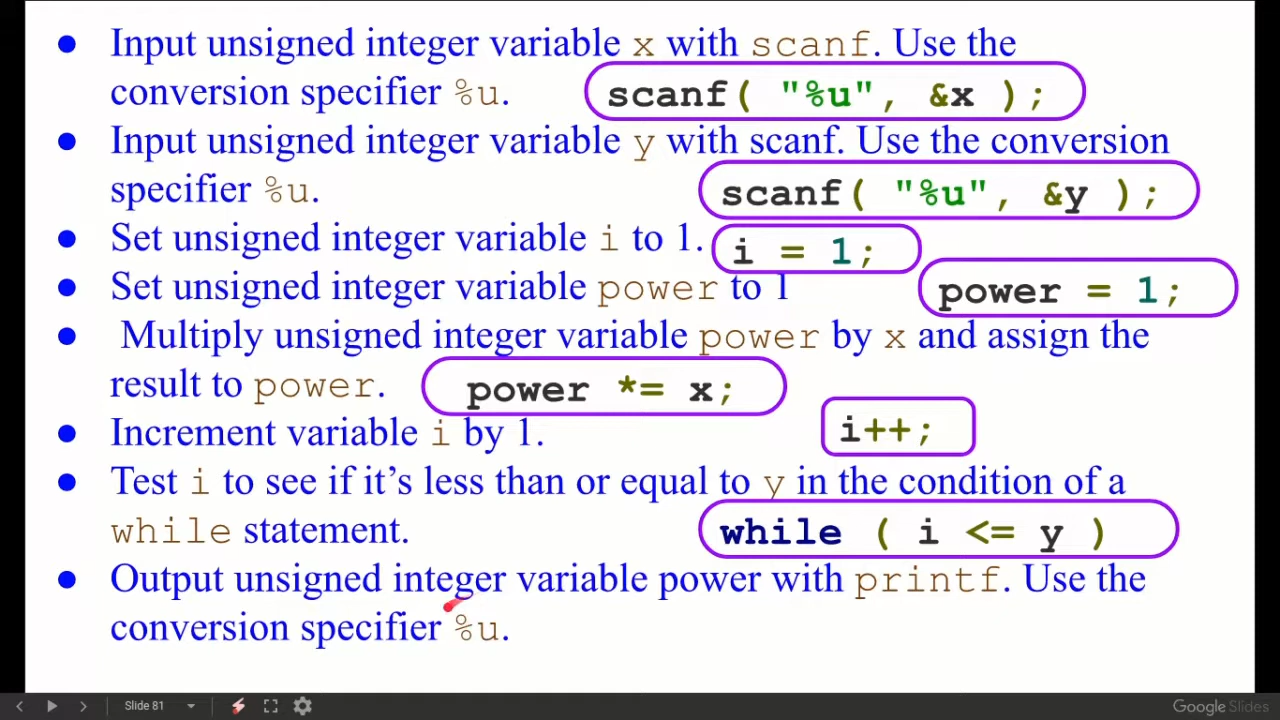 ● Input unsigned integer variable x with scanf. Use the
conversion specifier %u. scanf( "%u", &x );
● Input unsigned integer variable y with scanf. Use the conversion
specifier %u. scanf( "%u", &y );
● Set unsigned integer variable i to 1. i = 1;
● Set unsigned integer variable power to 1 power = 1;
● Multiply unsigned integer variable power by x and assign the
result to power. power *= x;
● Increment variable i by 1. i++;
● Test i to see if it’s less than or equal to y in the condition of a
while statement. while ( i <= y )
● Output unsigned integer variable power with printf. Use the
conversion specifier %u.
Slide 81 Google Slides